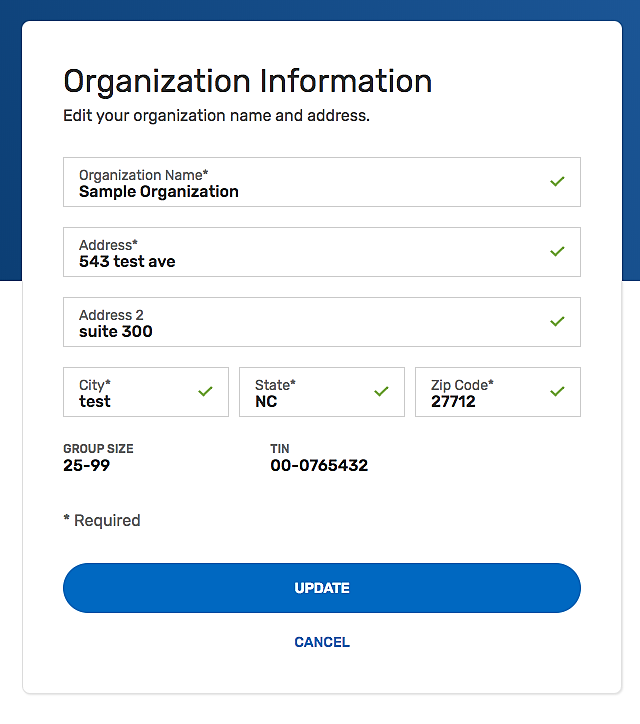 Organization Information
Edit your organization name and address.
Organization Name*
Sample Organization
Address*
543 test ave
Address 2
suite 300
City*
test
State*
NC
Zip Code*
27712
GROUP SIZE
25-99
TIN
00-0765432
* Required
UPDATE
CANCEL